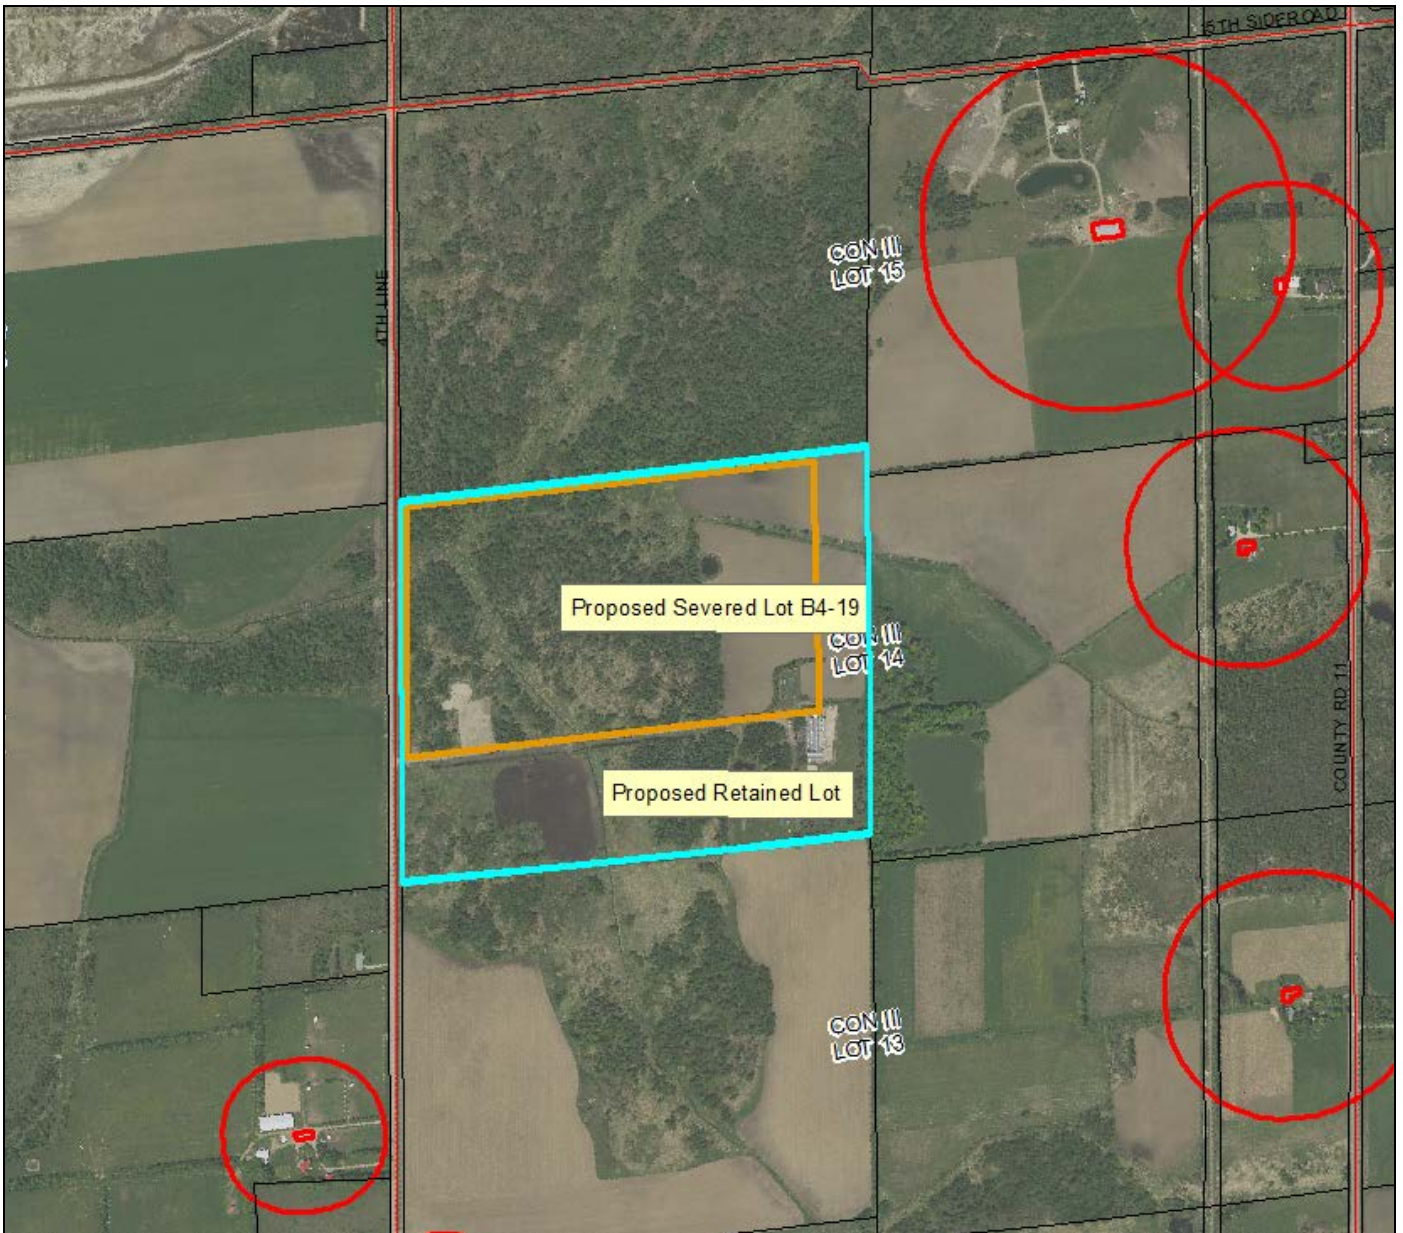 5TH SIDEROAD
CON III
LOT 15
4TH LINE
Proposed Severed Lot B4-19
CON III
LOT 14
COUNTY RD 11
Proposed Retained Lot
CON III
LOT 13